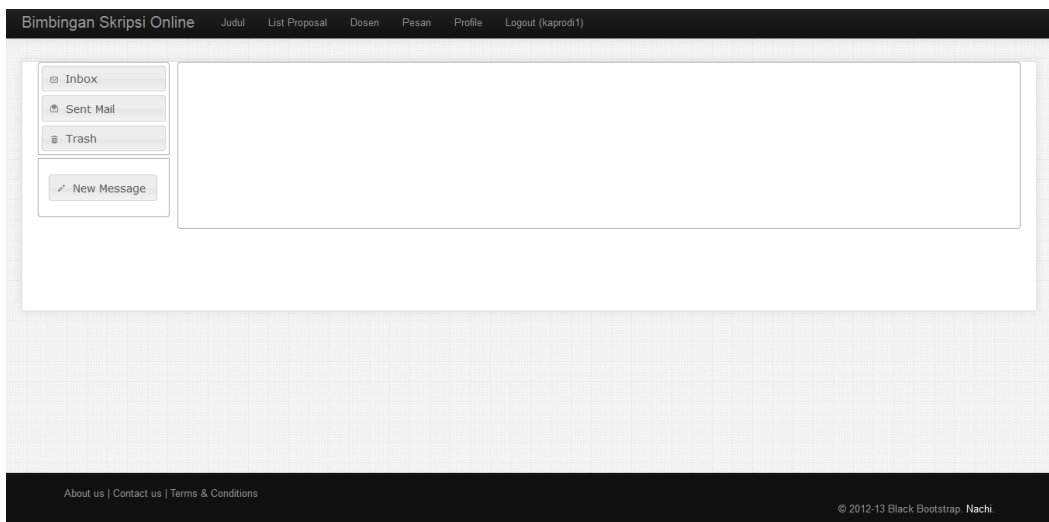 Bimbingan Skripsi Online Judul List Proposal Dosen Pesan Profile Logout (kaprodi1)
Inbox
Sent Mail
Trash
New Message
About us | Contact us | Terms & Conditions
© 2012-13 Black Bootstrap. Nachi.